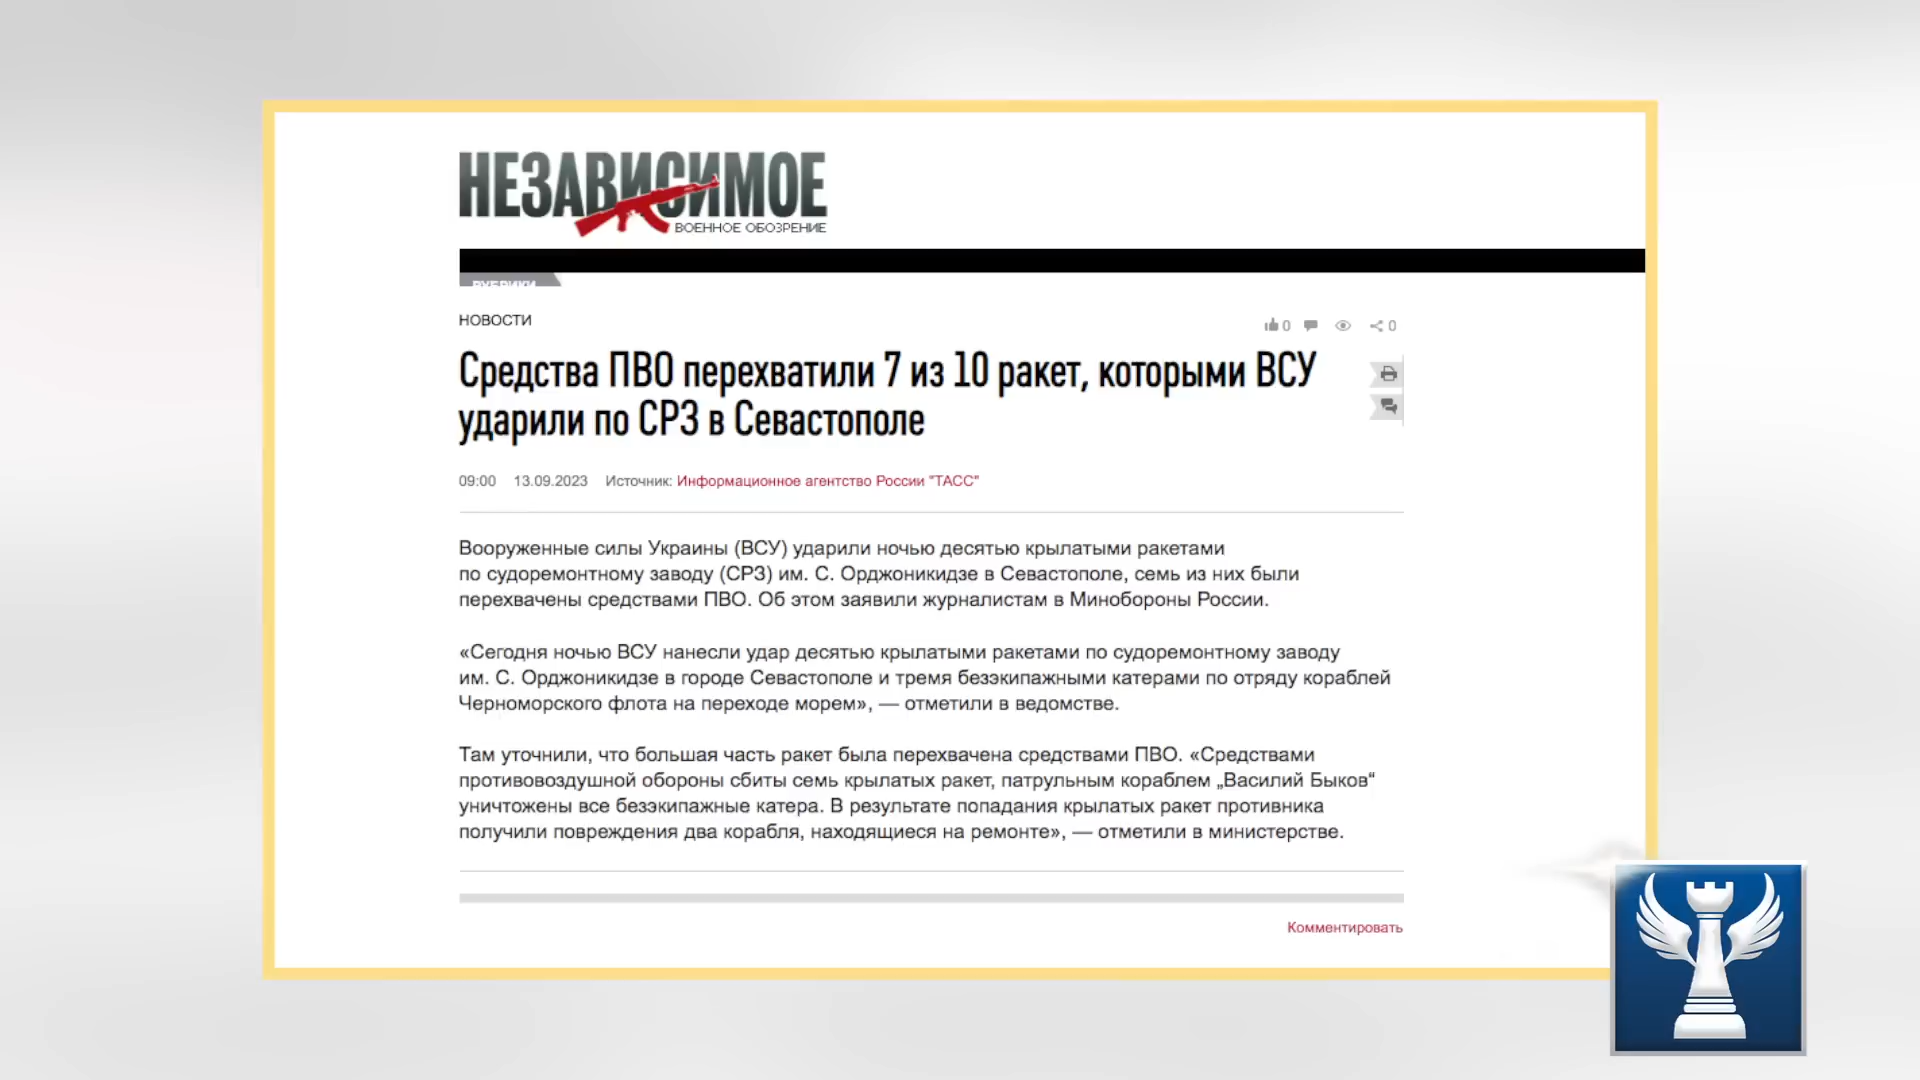 НЕЗАВИСИМОЕ
ВОЕННОЕ ОБОЗРЕНИЕ
РУБРИКИ
НОВОСТИ
0 0
Средства ПВО перехватили 7 из 10 ракет, которыми ВСУ
ударили по СРЗ в Севастополе
09:00 13.09.2023 Источник: Информационное агентство России "ТАСС"
Вооруженные силы Украины (ВСУ) ударили ночью десятью крылатыми ракетами
по судоремонтному заводу (СРЗ) им. С. Орджоникидзе в Севастополе, семь из них были
перехвачены средствами ПВО. Об этом заявили журналистам в Минобороны России.
«Сегодня ночью ВСУ нанесли удар десятью крылатыми ракетами по судоремонтному заводу
им. С. Орджоникидзе в городе Севастополе и тремя безэкипажными катерами по отряду кораблей
Черноморского флота на переходе морем», — отметили в ведомстве.
Там уточнили, что большая часть ракет была перехвачена средствами ПВО. «Средствами
противовоздушной обороны сбиты семь крылатых ракет, патрульным кораблем „Василий Быков“
уничтожены все безэкипажные катера. В результате попадания крылатых ракет противника
получили повреждения два корабля, находящиеся на ремонте», — отметили в министерстве.
Комментировать